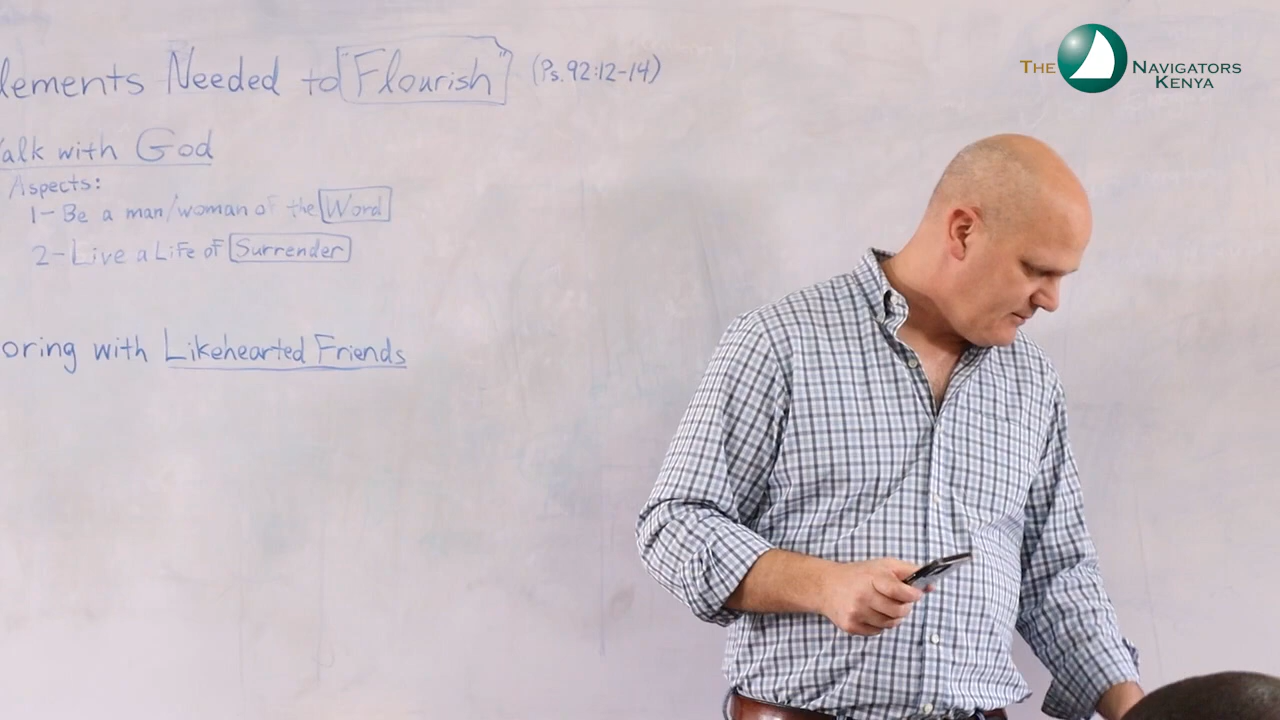 lements Needed to "Flourish" (Ps. 92:12-14)
alk with God
Aspects:
1- Be a man/woman of the Word
2- Live a Life of Surrender
oring with Likehearted Friends
The Navigators
Kenya